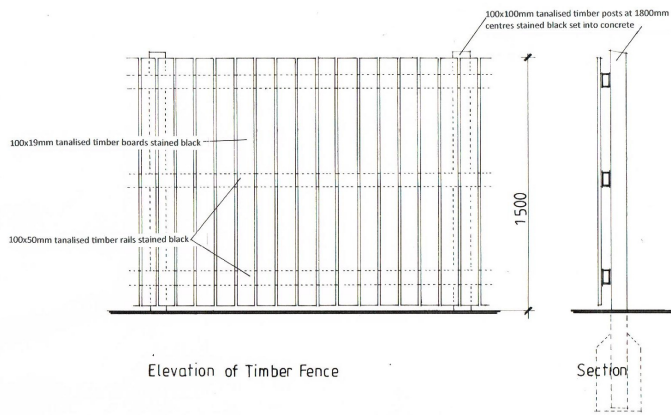 100x100mm tanalised timber posts at 1800mm
centres stained black set into concrete
100x19mm tanalised timber boards stained black
1500
100x50mm tanalised timber rails stained black
Elevation of Timber Fence
Section